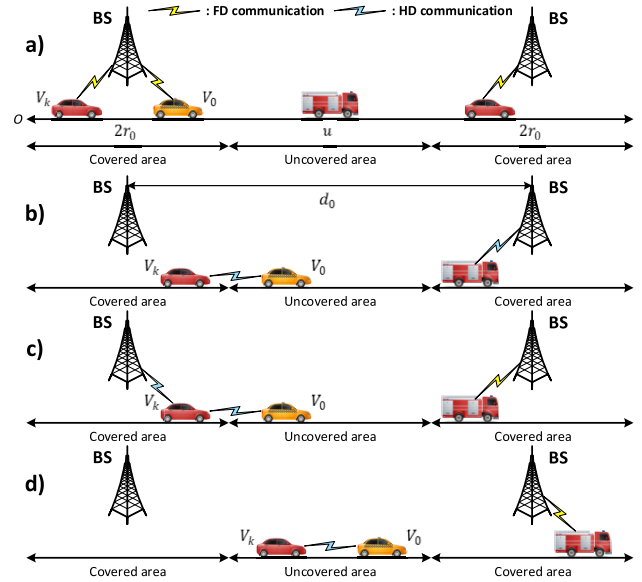 BS : FD communication : HD communication BS
a)
V_k V_0
O 2r_0 u 2r_0
Covered area Uncovered area Covered area
BS BS
d_0
b)
V_k V_0
Covered area Uncovered area Covered area
BS BS
c)
V_k V_0
Covered area Uncovered area Covered area
BS BS
d)
V_k V_0
Covered area Uncovered area Covered area